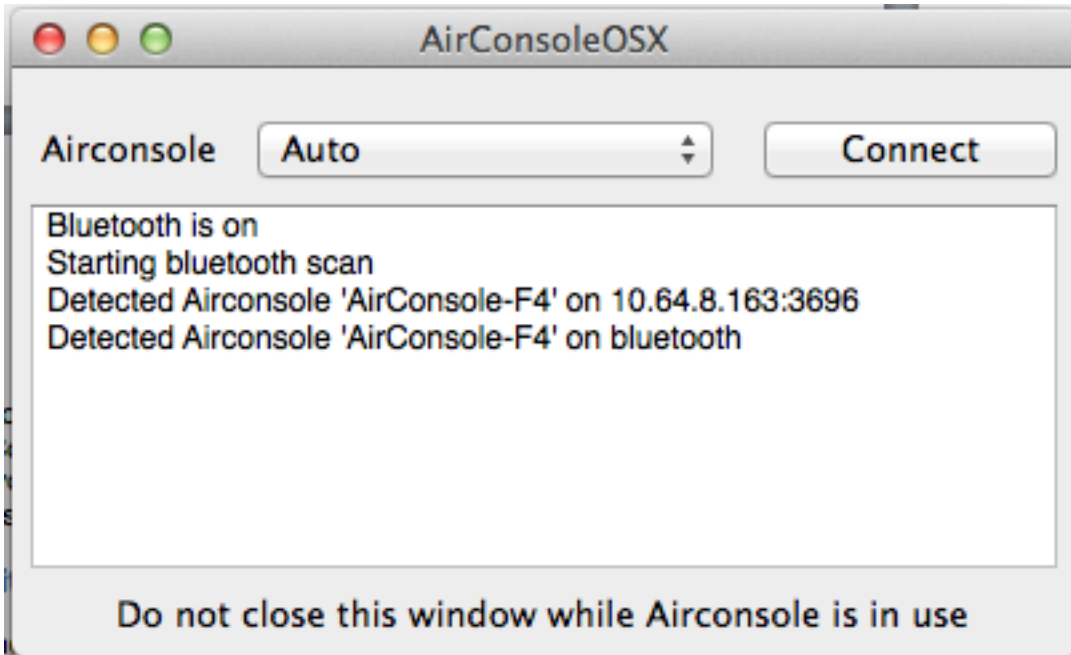 AirConsoleOSX
Airconsole Auto Connect
Bluetooth is on
Starting bluetooth scan
Detected Airconsole 'AirConsole-F4' on 10.64.8.163:3696
Detected Airconsole 'AirConsole-F4' on bluetooth
Do not close this window while Airconsole is in use